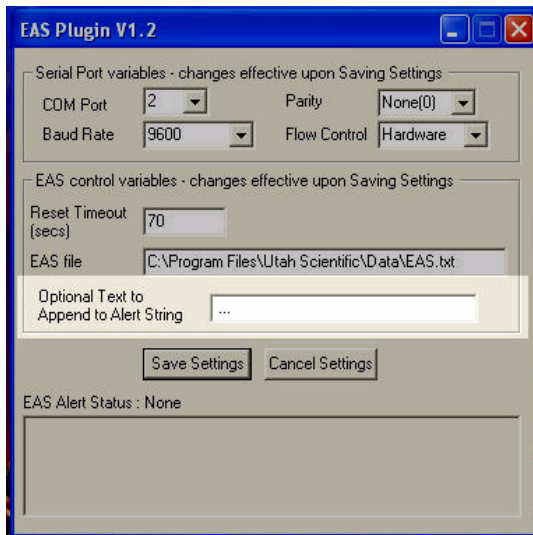 EAS Plugin V1.2
Serial Port variables - changes effective upon Saving Settings
COM Port 2 Parity None(0)
Baud Rate 9600 Flow Control Hardware
EAS control variables - changes effective upon Saving Settings
Reset Timeout
(secs) 70
EAS file C:\Program Files\Utah Scientific\Data\EAS.txt
Optional Text to
Append to Alert String ...
Save Settings Cancel Settings
EAS Alert Status : None